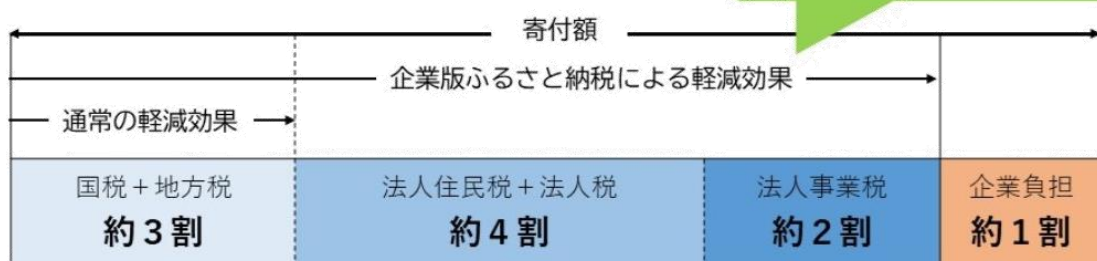 寄付額
企業版ふるさと納税による軽減効果
通常の軽減効果
国税+地方税
約3割
法人住民税+法人税
約4割
法人事業税
約2割
企業負担
約1割